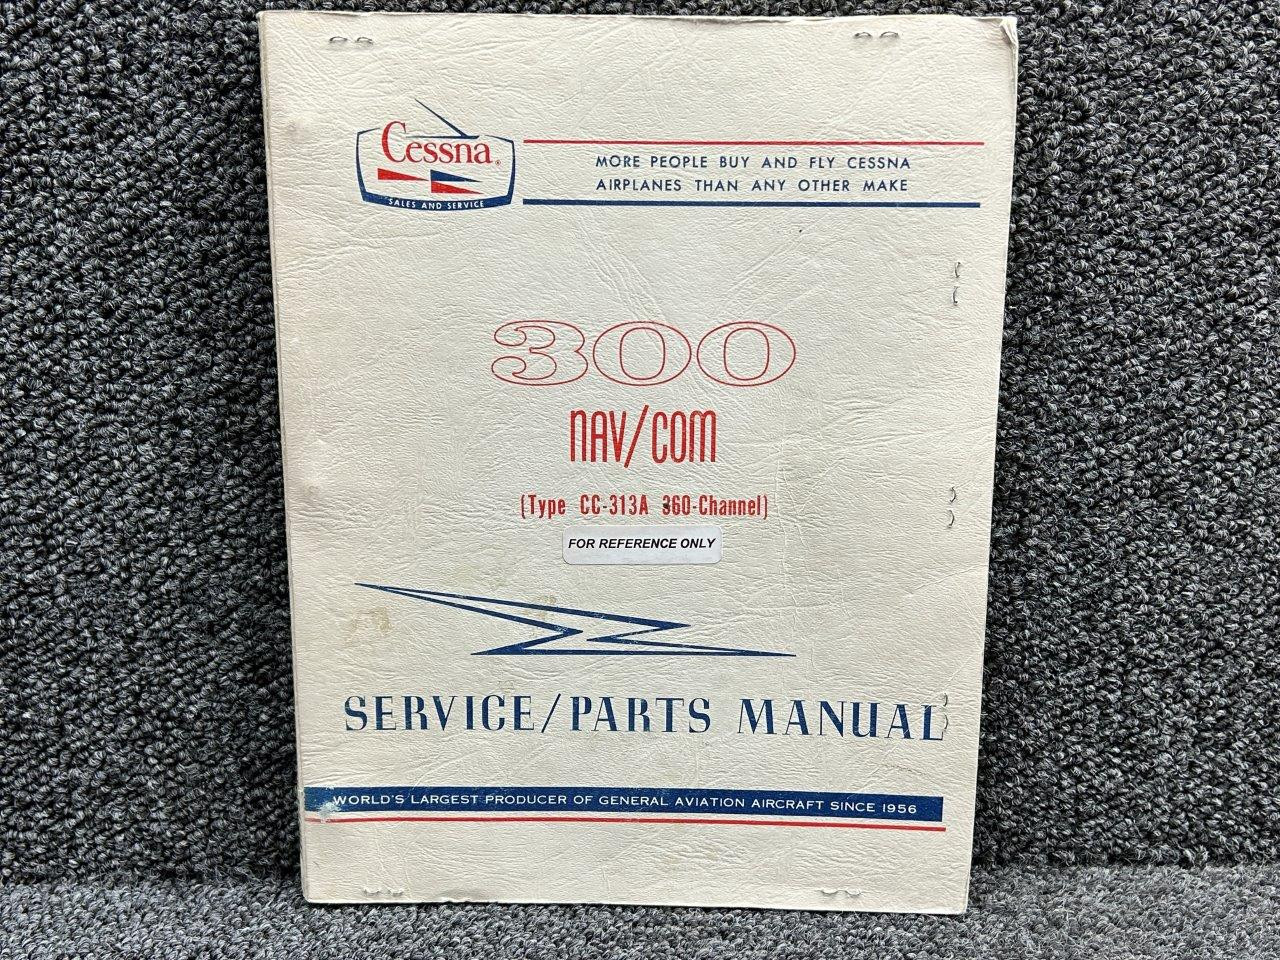 Cessna®
SALES AND SERVICE
MORE PEOPLE BUY AND FLY CESSNA
AIRPLANES THAN ANY OTHER MAKE
300
NAV/COM
(Type CC-313A 360-Channel)
FOR REFERENCE ONLY
SERVICE/PARTS MANUAL
WORLD'S LARGEST PRODUCER OF GENERAL AVIATION AIRCRAFT SINCE 1956